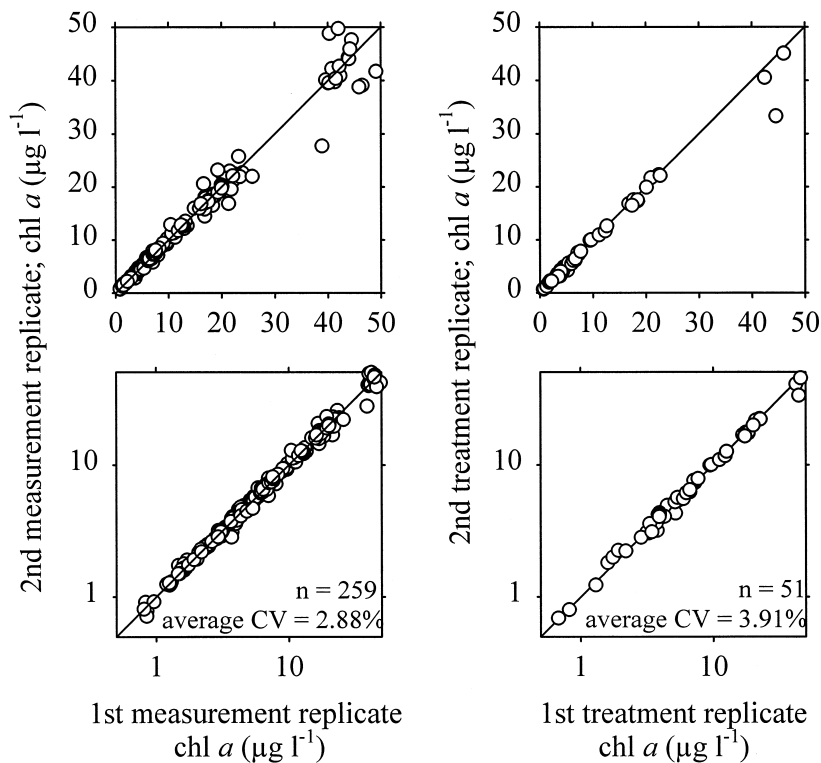 2nd measurement replicate; chl a (µg l⁻¹)
50
40
30
20
10
0
0 10 20 30 40 50
10
1
n = 259
average CV = 2.88%
1 10
1st measurement replicate
chl a (µg l⁻¹)
2nd treatment replicate; chl a (µg l⁻¹)
50
40
30
20
10
0
0 10 20 30 40 50
10
1
n = 51
average CV = 3.91%
1 10
1st treatment replicate
chl a (µg l⁻¹)